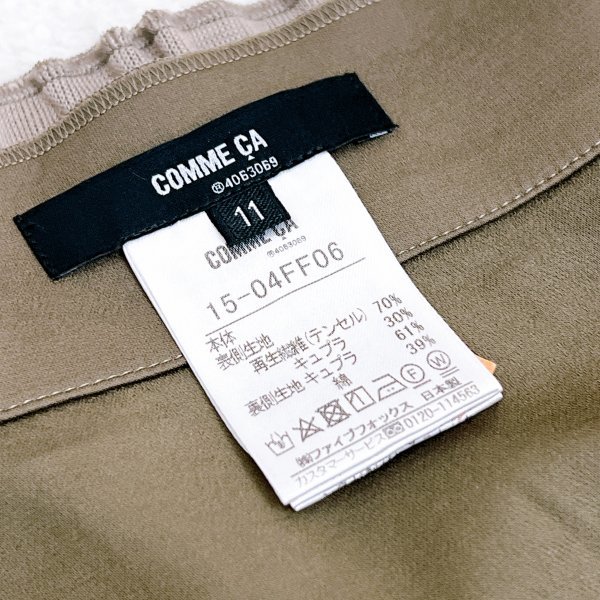 COMME ÇA
Ⓡ4063069
11
COMME ÇA
Ⓡ4063069
15-04FF06
本体
表側生地 再生繊維(テンセル) 70%
キュプラ 30%
裏側生地 キュプラ 61%
綿 39%
F W
㈱ファイブフォックス 日本製
カスタマーサービス 0120-114563